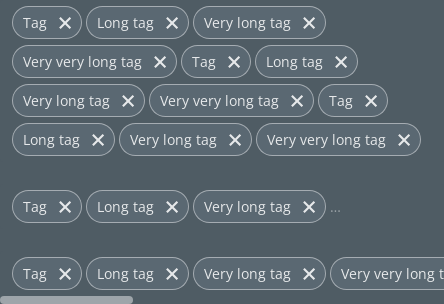 Tag Long tag Very long tag
Very very long tag Tag Long tag
Very long tag Very very long tag Tag
Long tag Very long tag Very very long tag
Tag Long tag Very long tag ...
Tag Long tag Very long tag Very very long t